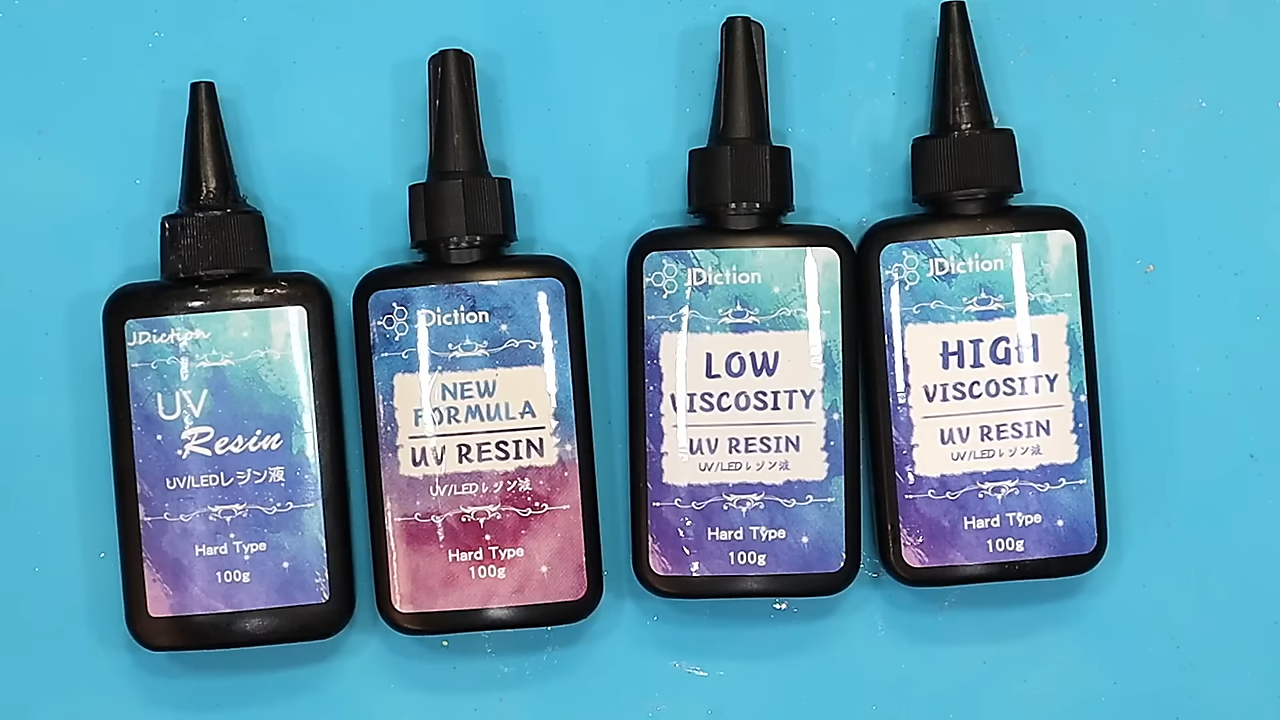 JDiction
UV
Resin
UV/LEDレジン液
Hard Type
100g
JDiction
NEW
FORMULA
UV RESIN
UV/LEDレジン液
Hard Type
100g
JDiction
LOW
VISCOSITY
UV RESIN
UV/LEDレジン液
Hard Type
100g
JDiction
HIGH
VISCOSITY
UV RESIN
UV/LEDレジン液
Hard Type
100g